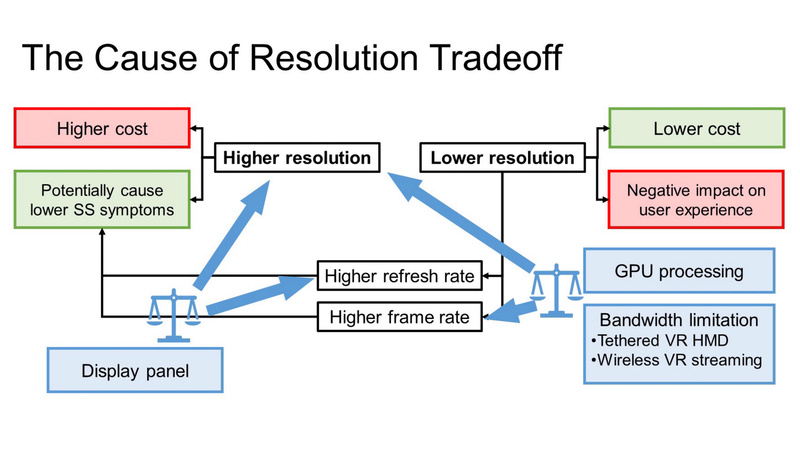 The Cause of Resolution Tradeoff
Higher cost
Lower cost
Higher resolution
Lower resolution
Potentially cause
lower SS symptoms
Negative impact on
user experience
Higher refresh rate
GPU processing
Higher frame rate
Bandwidth limitation
•Tethered VR HMD
•Wireless VR streaming
Display panel